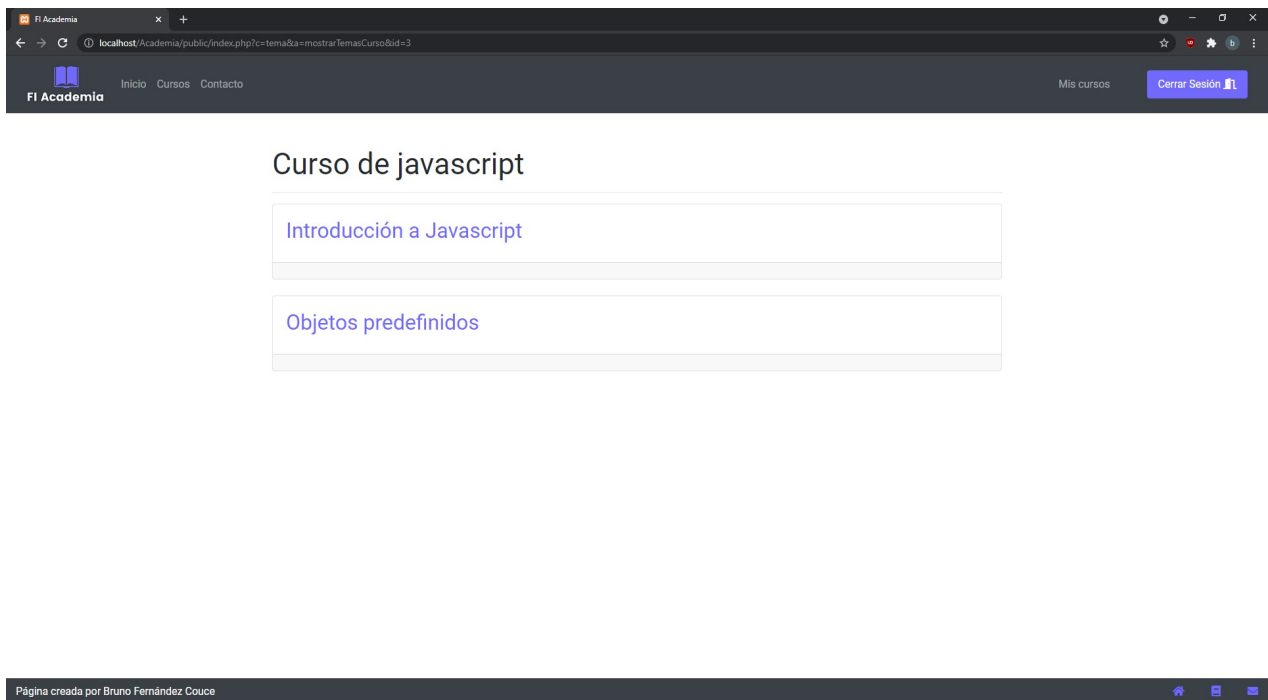 FI Academia
localhost/Academia/public/index.php?c=tema&a=mostrarTemasCurso&id=3
b
FI Academia
Inicio Cursos Contacto
Mis cursos
Cerrar Sesión
Curso de javascript
Introducción a Javascript
Objetos predefinidos
Página creada por Bruno Fernández Couce